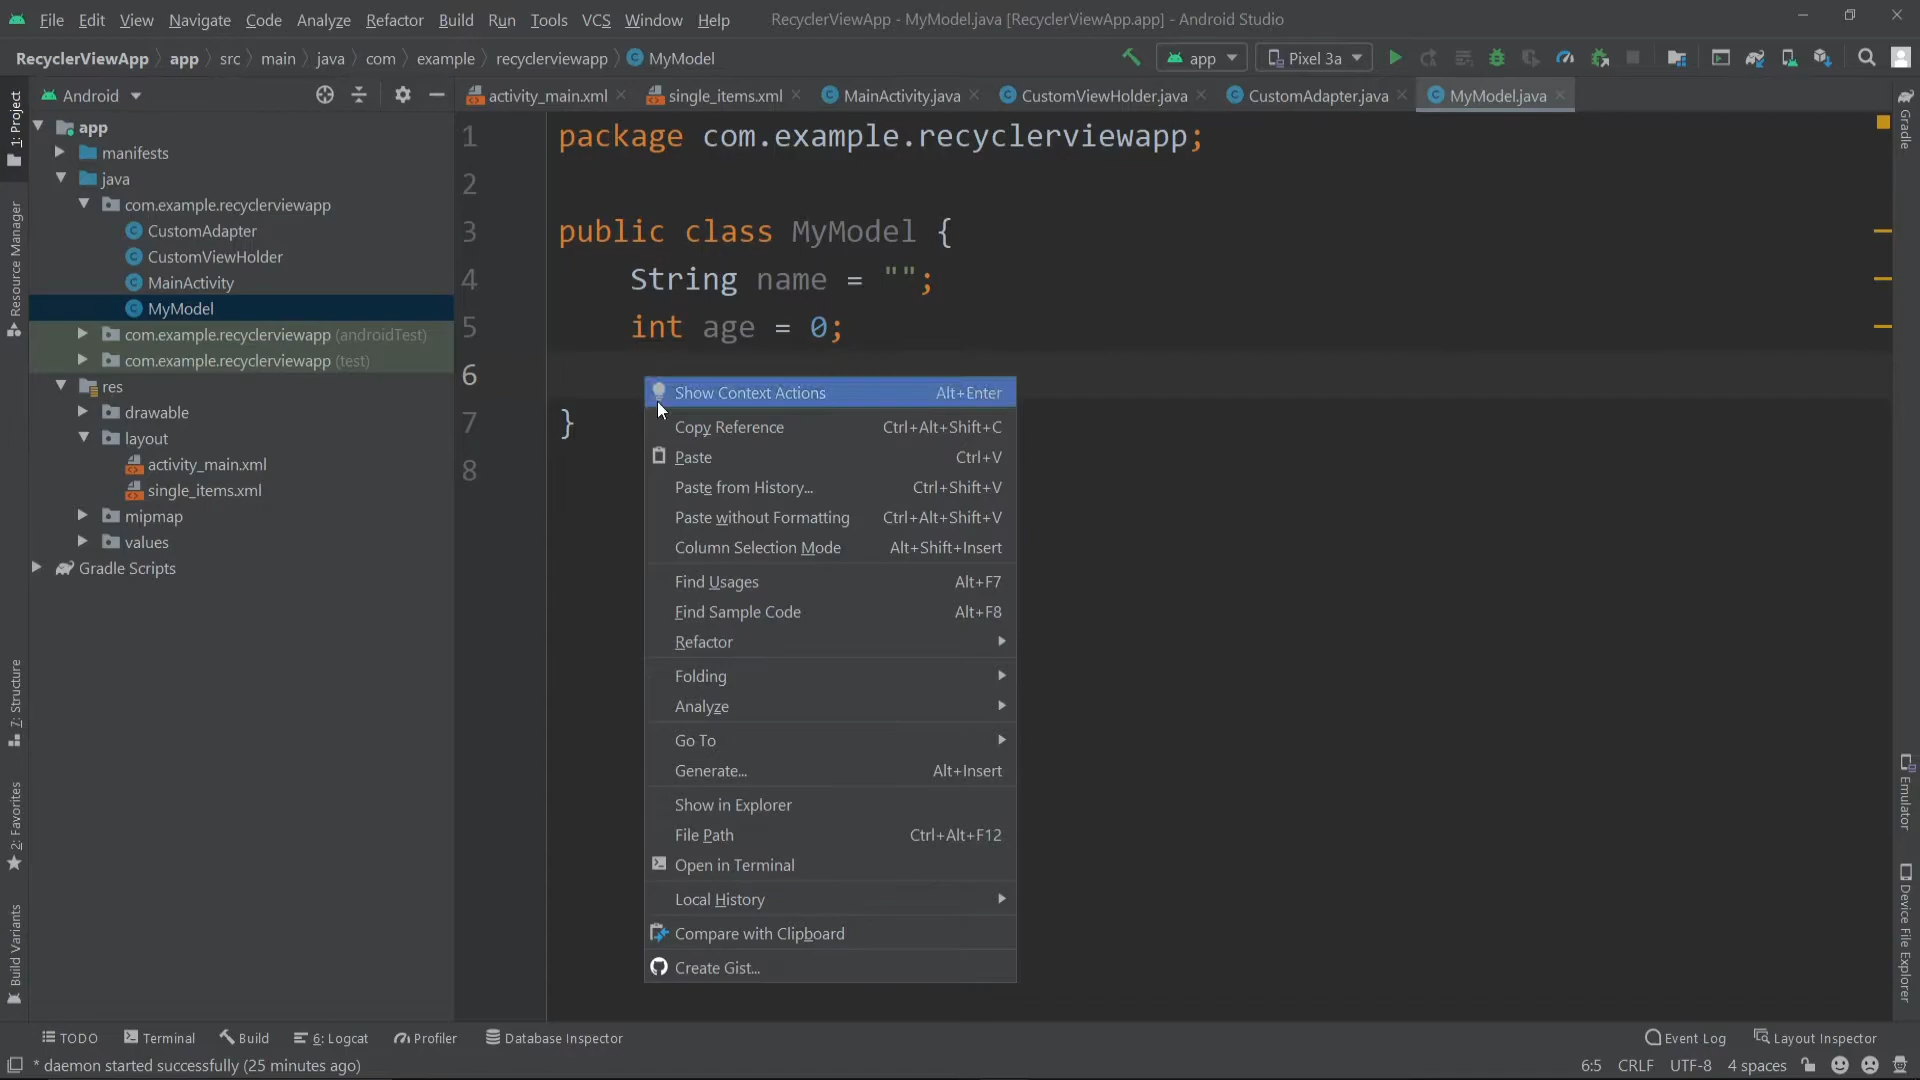 File Edit View Navigate Code Analyze Refactor Build Run Tools VCS Window Help RecyclerViewApp - MyModel.java [RecyclerViewApp.app] - Android Studio
RecyclerViewApp app src main java com example recyclerviewapp MyModel app Pixel 3a
Android activity_main.xml single_items.xml MainActivity.java CustomViewHolder.java CustomAdapter.java MyModel.java
1: Project
Resource Manager
7: Structure
2: Favorites
Build Variants
app
manifests
java
com.example.recyclerviewapp
CustomAdapter
CustomViewHolder
MainActivity
MyModel
com.example.recyclerviewapp (androidTest)
com.example.recyclerviewapp (test)
res
drawable
layout
activity_main.xml
single_items.xml
mipmap
values
Gradle Scripts
1 package com.example.recyclerviewapp;
2
3 public class MyModel {
4 String name = "";
5 int age = 0;
6
7 }
8
Show Context Actions Alt+Enter
Copy Reference Ctrl+Alt+Shift+C
Paste Ctrl+V
Paste from History... Ctrl+Shift+V
Paste without Formatting Ctrl+Alt+Shift+V
Column Selection Mode Alt+Shift+Insert
Find Usages Alt+F7
Find Sample Code Alt+F8
Refactor
Folding
Analyze
Go To
Generate... Alt+Insert
Show in Explorer
File Path Ctrl+Alt+F12
Open in Terminal
Local History
Compare with Clipboard
Create Gist...
Gradle
Emulator
Device File Explorer
TODO Terminal Build 6: Logcat Profiler Database Inspector Event Log Layout Inspector
* daemon started successfully (25 minutes ago) 6:5 CRLF UTF-8 4 spaces